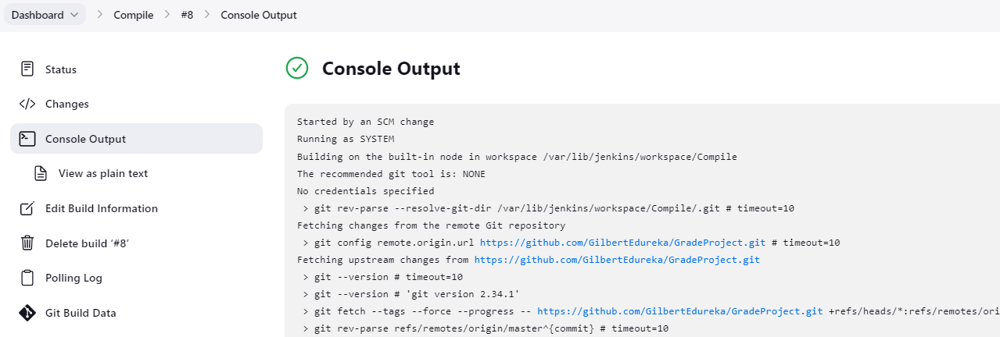 Dashboard Compile #8 Console Output
Status
Changes
Console Output
View as plain text
Edit Build Information
Delete build ‘#8’
Polling Log
Git Build Data
Console Output
Started by an SCM change
Running as SYSTEM
Building on the built-in node in workspace /var/lib/jenkins/workspace/Compile
The recommended git tool is: NONE
No credentials specified
> git rev-parse --resolve-git-dir /var/lib/jenkins/workspace/Compile/.git # timeout=10
Fetching changes from the remote Git repository
> git config remote.origin.url https://github.com/GilbertEdureka/GradeProject.git # timeout=10
Fetching upstream changes from https://github.com/GilbertEdureka/GradeProject.git
> git --version # timeout=10
> git --version # 'git version 2.34.1'
> git fetch --tags --force --progress -- https://github.com/GilbertEdureka/GradeProject.git +refs/heads/*:refs/remotes/ori
> git rev-parse refs/remotes/origin/master^{commit} # timeout=10